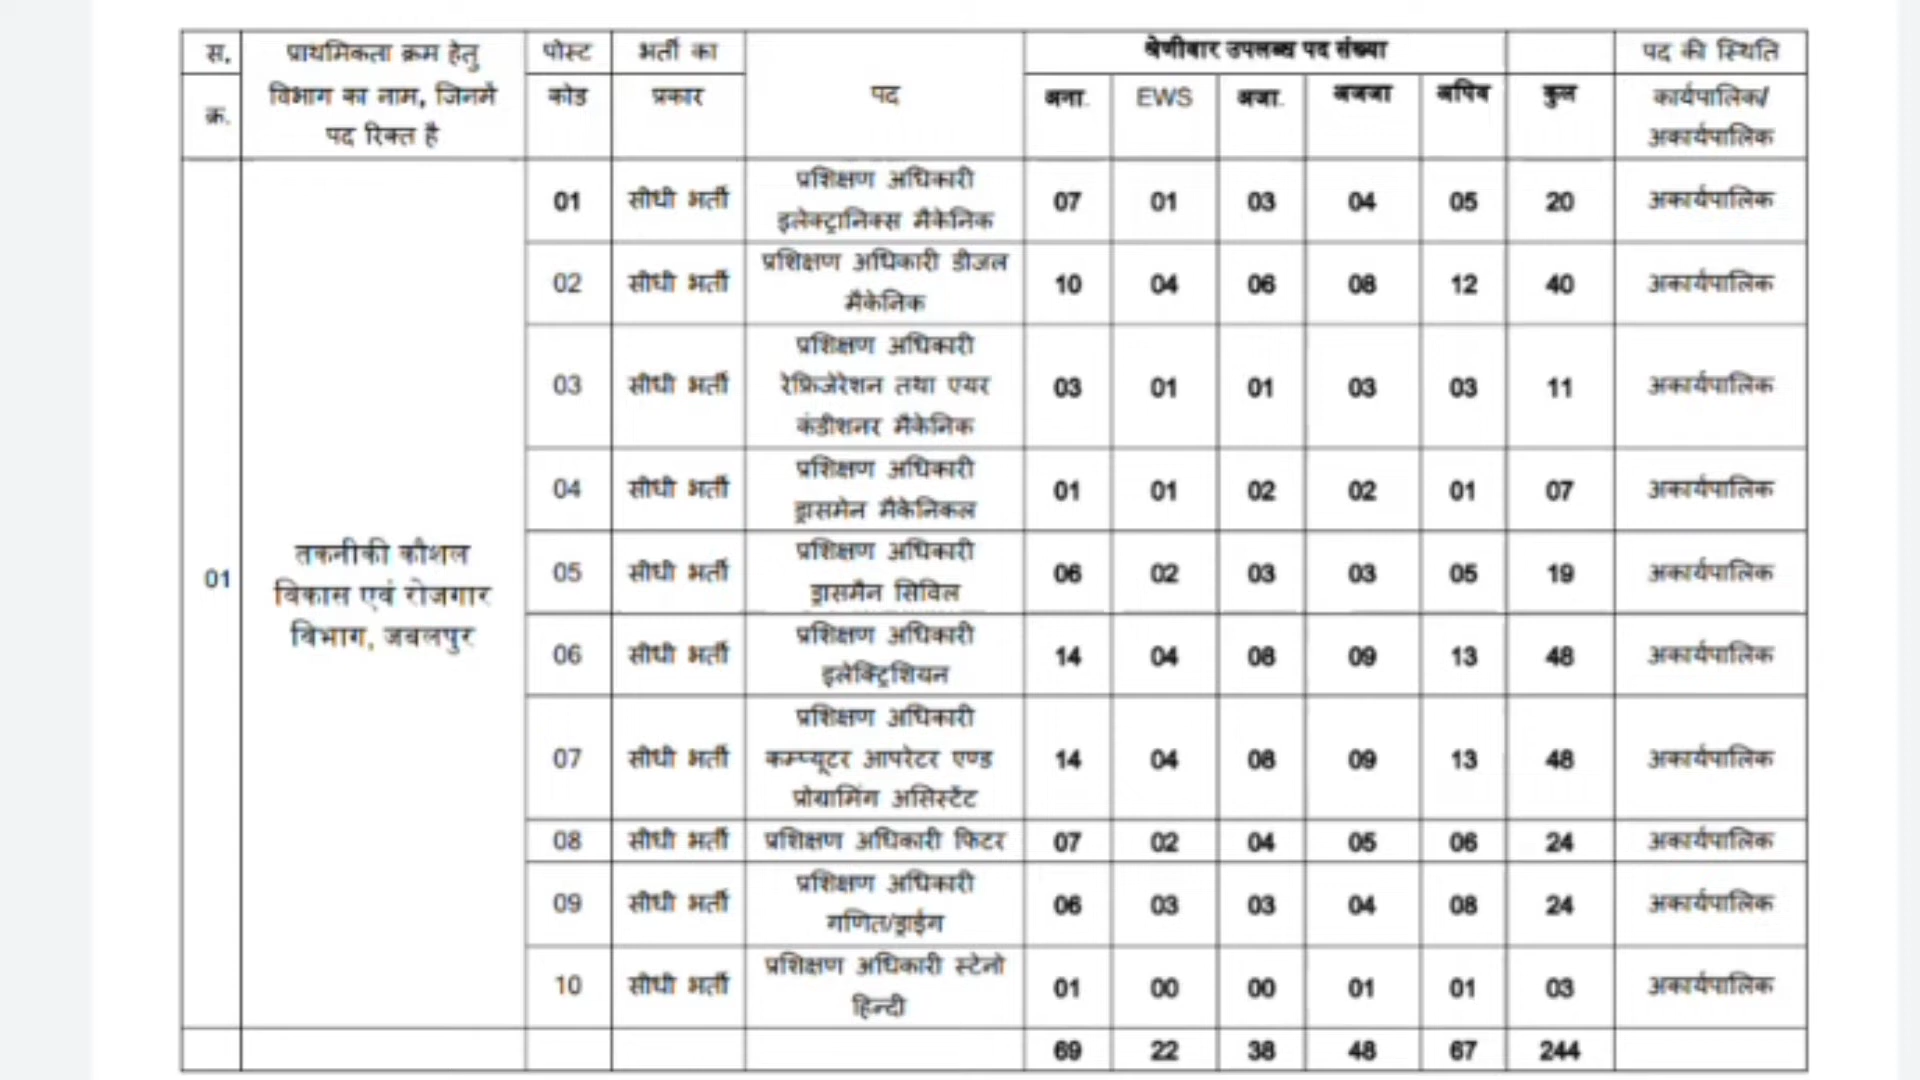 स. प्राथमिकता क्रम हेतु पोस्ट भर्ती का श्रेणीवार उपलब्ध पद संख्या पद की स्थिति
क्र. विभाग का नाम, जिनमें कोड प्रकार पद अना. EWS अजा. अजजा अपिव कुल कार्यपालिक/
पद रिक्त है अकार्यपालिक
01 तकनीकी कौशल
विकास एवं रोजगार
विभाग, जबलपुर
01 सीधी भर्ती प्रशिक्षण अधिकारी
इलेक्ट्रानिक्स मैकेनिक 07 01 03 04 05 20 अकार्यपालिक
02 सीधी भर्ती प्रशिक्षण अधिकारी डीजल
मैकेनिक 10 04 06 08 12 40 अकार्यपालिक
03 सीधी भर्ती प्रशिक्षण अधिकारी
रेफ्रिजेरेशन तथा एयर
कंडीशनर मैकेनिक 03 01 01 03 03 11 अकार्यपालिक
04 सीधी भर्ती प्रशिक्षण अधिकारी
ड्रासमेन मैकेनिकल 01 01 02 02 01 07 अकार्यपालिक
05 सीधी भर्ती प्रशिक्षण अधिकारी
ड्रासमैन सिविल 06 02 03 03 05 19 अकार्यपालिक
06 सीधी भर्ती प्रशिक्षण अधिकारी
इलेक्ट्रिशियन 14 04 08 09 13 48 अकार्यपालिक
07 सीधी भर्ती प्रशिक्षण अधिकारी
कम्प्यूटर आपरेटर एण्ड
प्रोग्रामिंग असिस्टेंट 14 04 08 09 13 48 अकार्यपालिक
08 सीधी भर्ती प्रशिक्षण अधिकारी फिटर 07 02 04 05 06 24 अकार्यपालिक
09 सीधी भर्ती प्रशिक्षण अधिकारी
गणित/ड्राईंग 06 03 03 04 08 24 अकार्यपालिक
10 सीधी भर्ती प्रशिक्षण अधिकारी स्टेनो
हिन्दी 01 00 00 01 01 03 अकार्यपालिक
69 22 38 48 67 244